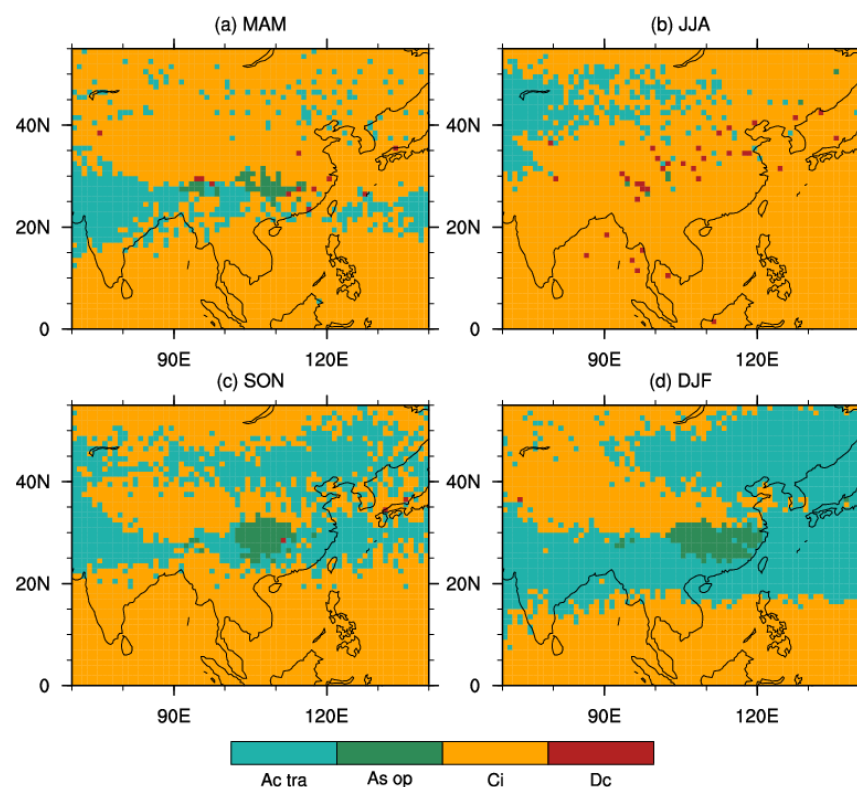 (a) MAM
(b) JJA
40N
20N
0
90E
120E
40N
20N
0
90E
120E
(c) SON
(d) DJF
40N
20N
0
90E
120E
40N
20N
0
90E
120E
Ac tra
As op
Ci
Dc